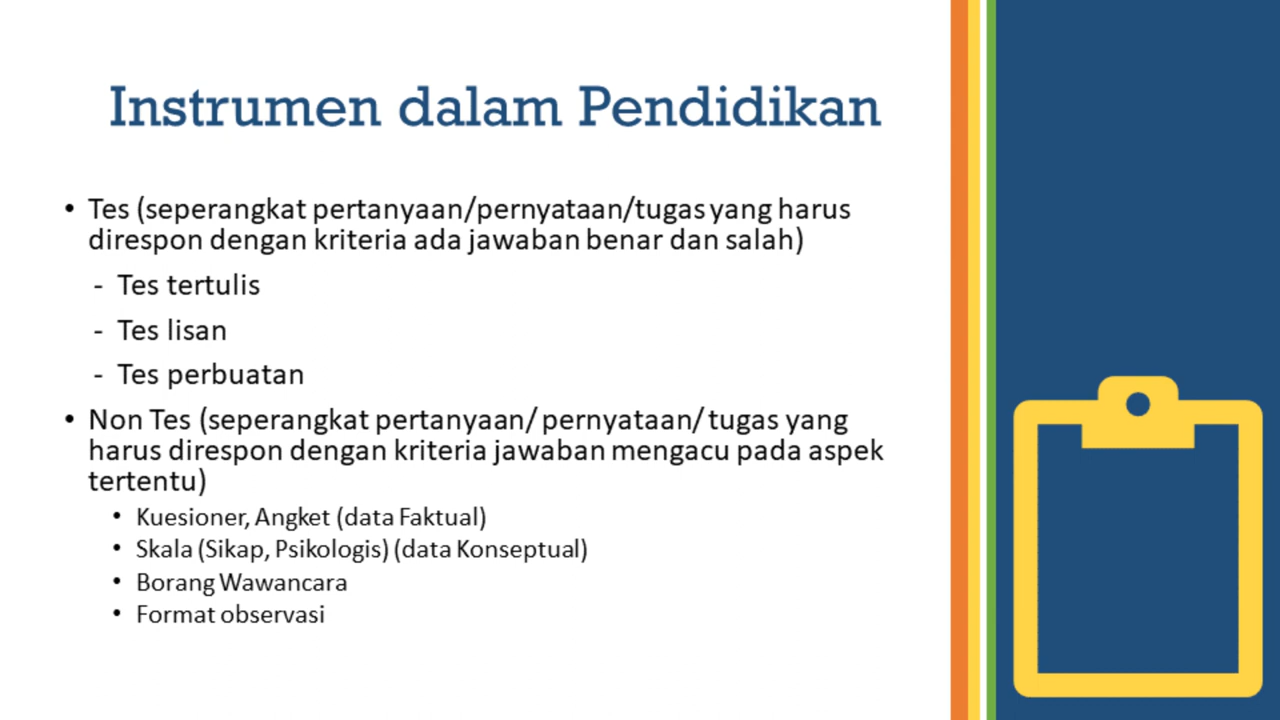 Instrumen dalam Pendidikan
• Tes (seperangkat pertanyaan/pernyataan/tugas yang harus
direspon dengan kriteria ada jawaban benar dan salah)
- Tes tertulis
- Tes lisan
- Tes perbuatan
• Non Tes (seperangkat pertanyaan/ pernyataan/ tugas yang
harus direspon dengan kriteria jawaban mengacu pada aspek
tertentu)
• Kuesioner, Angket (data Faktual)
• Skala (Sikap, Psikologis) (data Konseptual)
• Borang Wawancara
• Format observasi